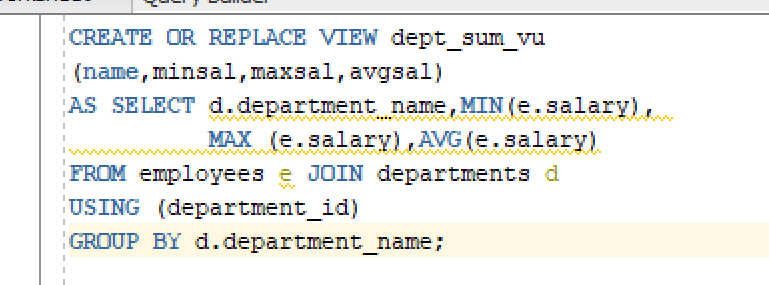 Query Builder
CREATE OR REPLACE VIEW dept_sum_vu
(name,minsal,maxsal,avgsal)
AS SELECT d.department_name,MIN(e.salary),
MAX (e.salary),AVG(e.salary)
FROM employees e JOIN departments d
USING (department_id)
GROUP BY d.department_name;